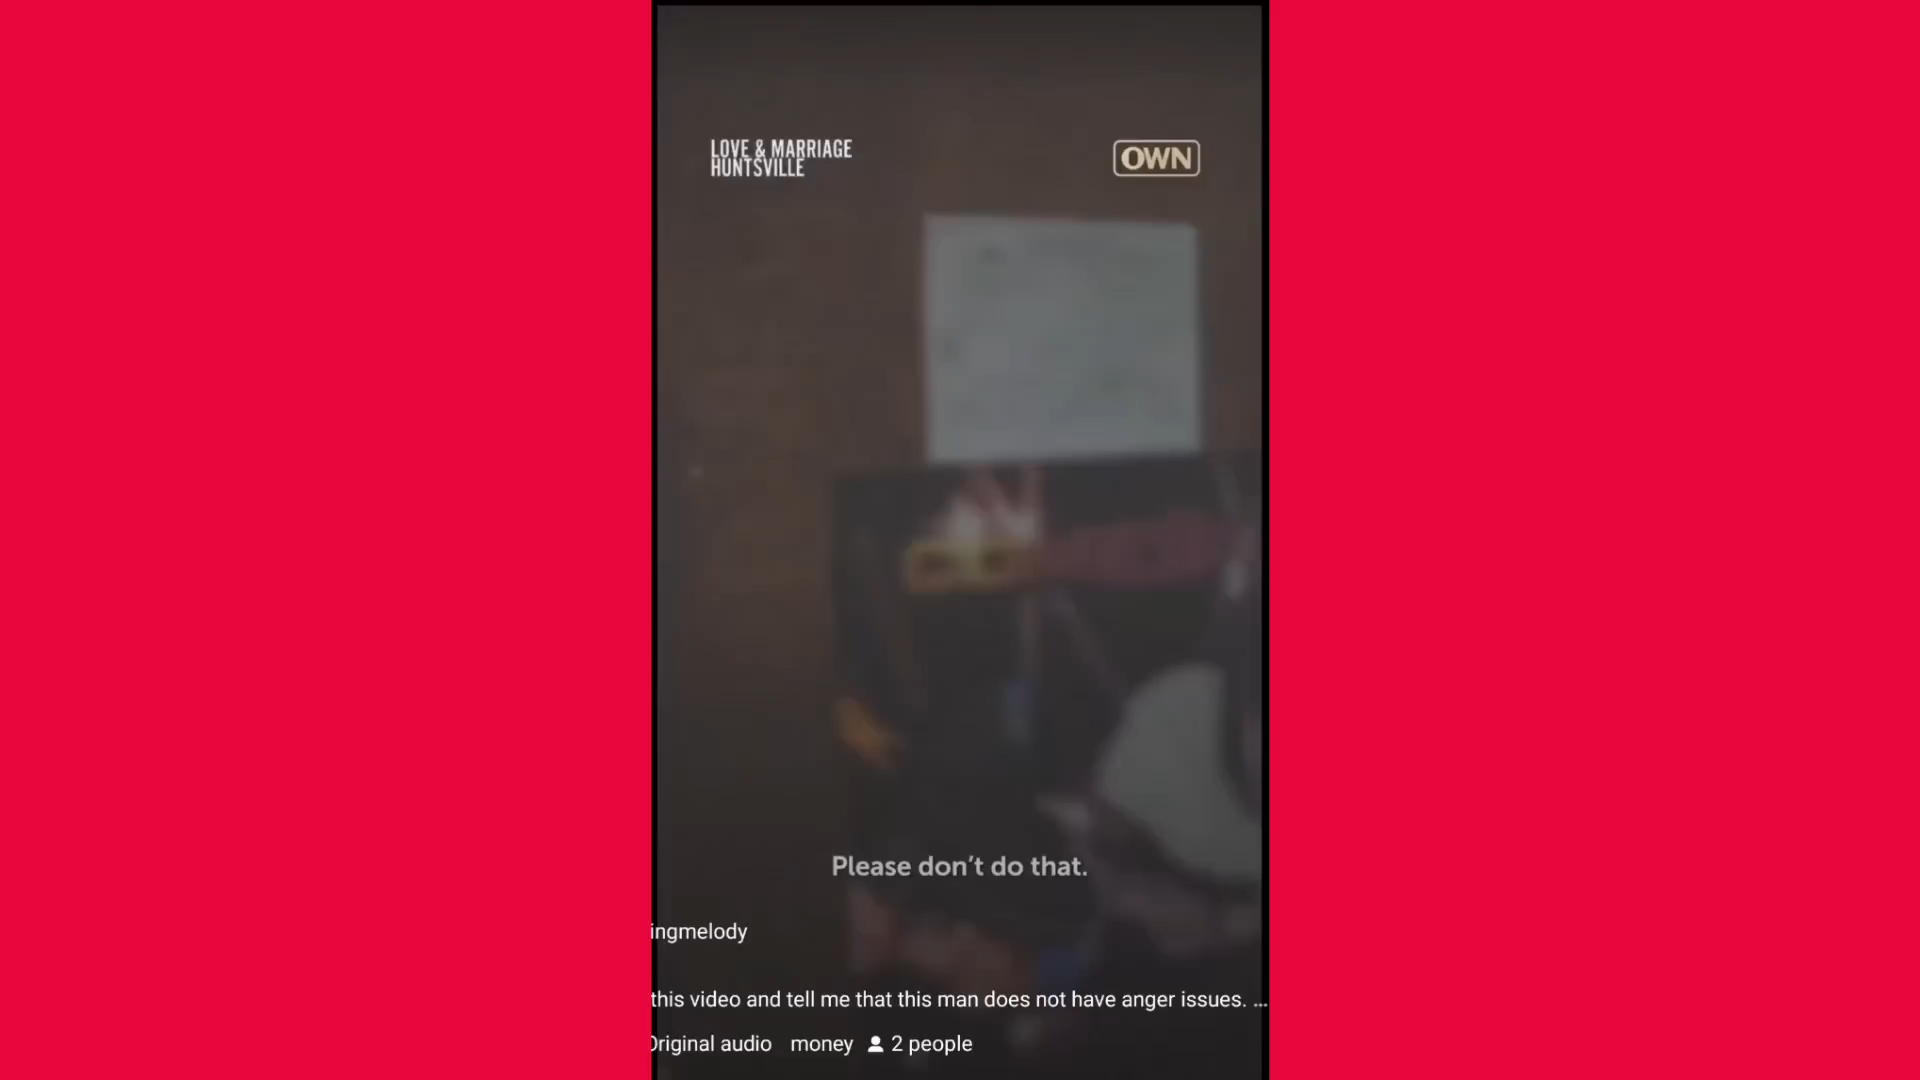 LOVE & MARRIAGE
HUNTSVILLE
OWN
Please don't do that.
ingmelody
this video and tell me that this man does not have anger issues. ...
Original audio money 2 people